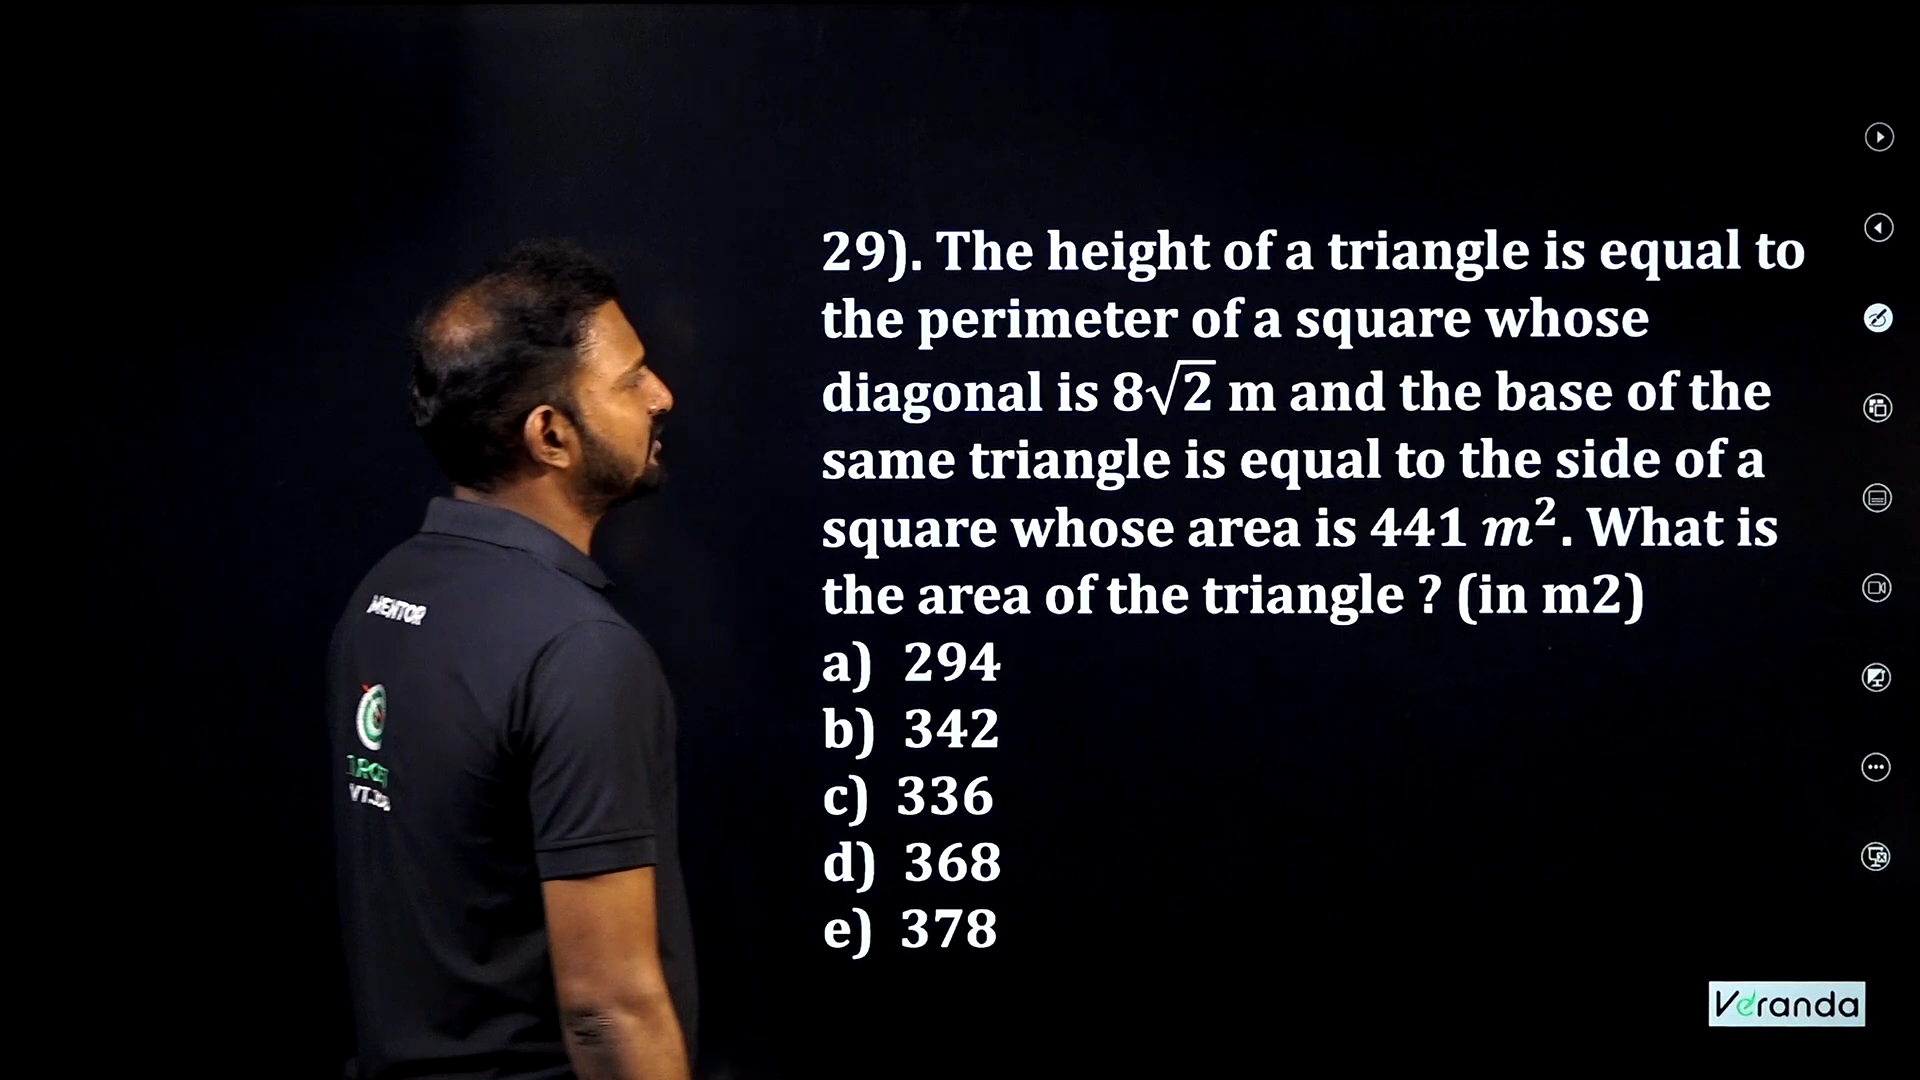 29). The height of a triangle is equal to
the perimeter of a square whose
diagonal is 8√2 m and the base of the
same triangle is equal to the side of a
square whose area is 441 m². What is
the area of the triangle ? (in m2)
a) 294
b) 342
c) 336
d) 368
e) 378
MENTOR
Veranda